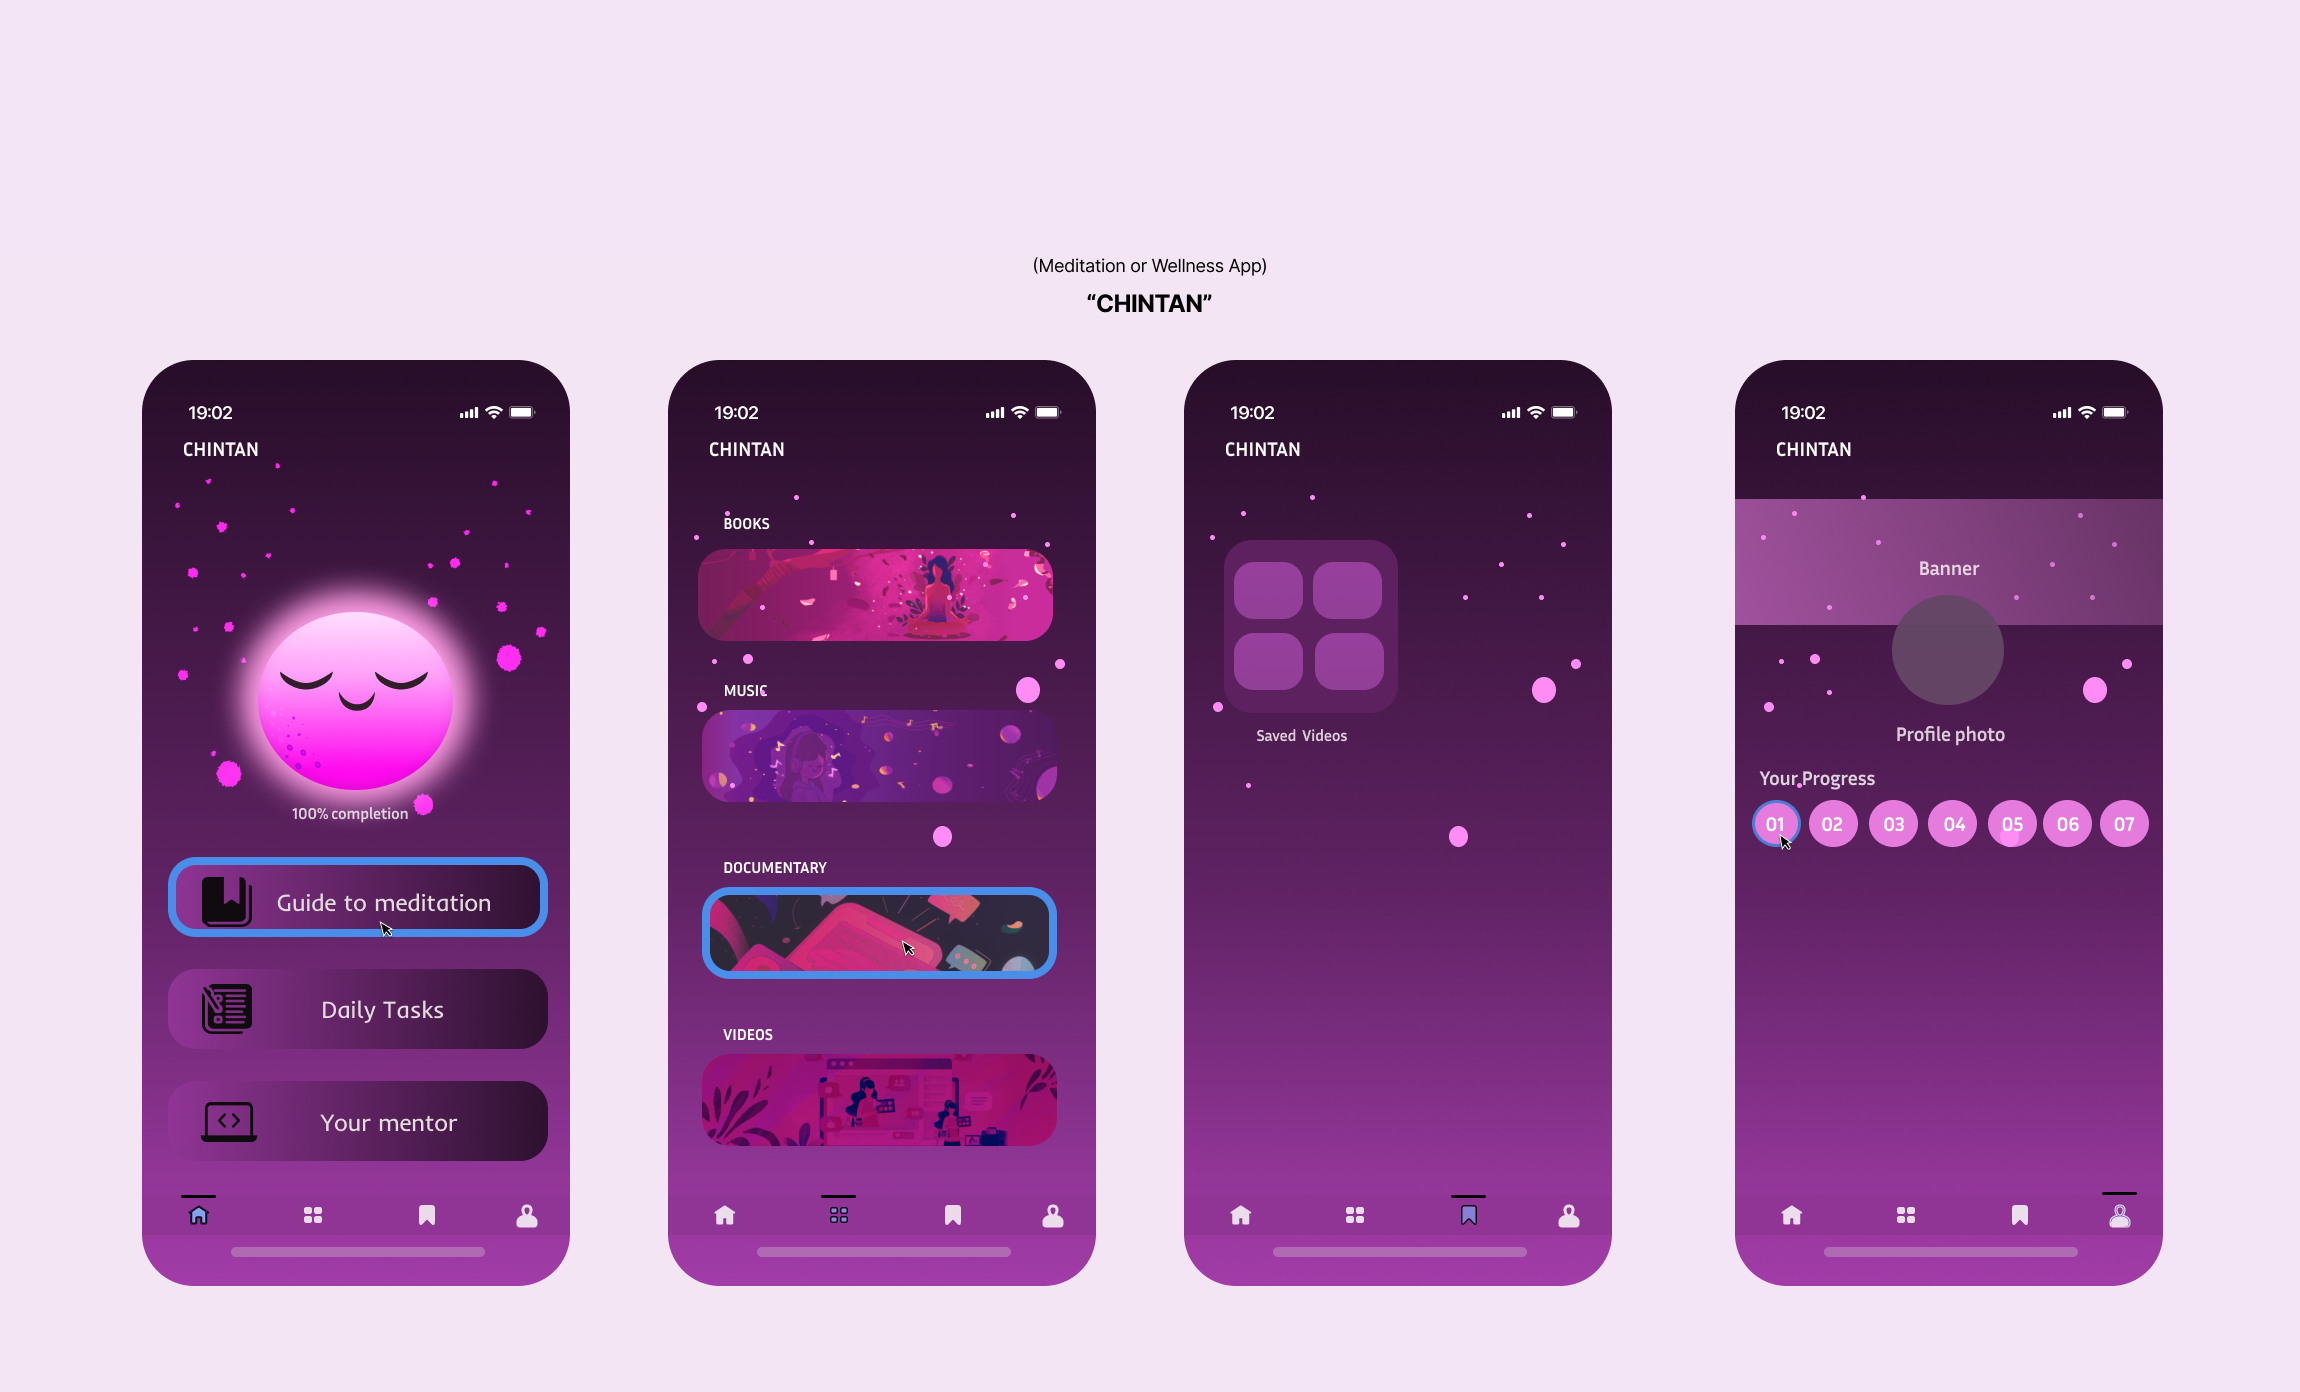 (Meditation or Wellness App)
“CHINTAN”
19:02
CHINTAN
100% completion
Guide to meditation
Daily Tasks
Your mentor
19:02
CHINTAN
BOOKS
MUSIC
DOCUMENTARY
VIDEOS
19:02
CHINTAN
Saved Videos
19:02
CHINTAN
Banner
Profile photo
Your Progress
01 02 03 04 05 06 07